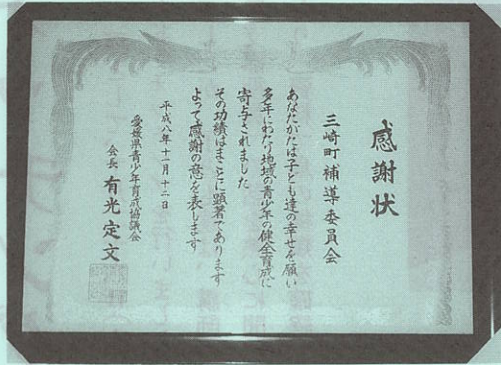 感謝状
三崎町補導委員会
あなたがたは子ども達の幸せを願い
多年にわたり地域の青少年の健全育成に
寄与されました
その功績はまことに顕著であります
よって感謝の意を表します
平成八年十一月十二日
愛媛県青少年育成協議会
会長 有光定文